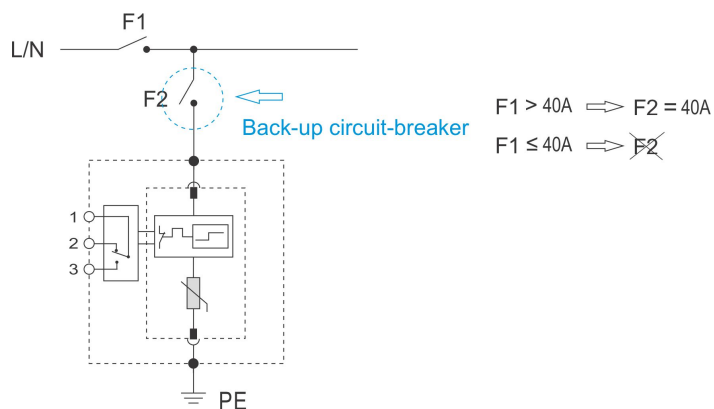 F1
L/N
F2
Back-up circuit-breaker
F1 > 40A F2 = 40A
F1 ≤ 40A F2
1
2
3
PE